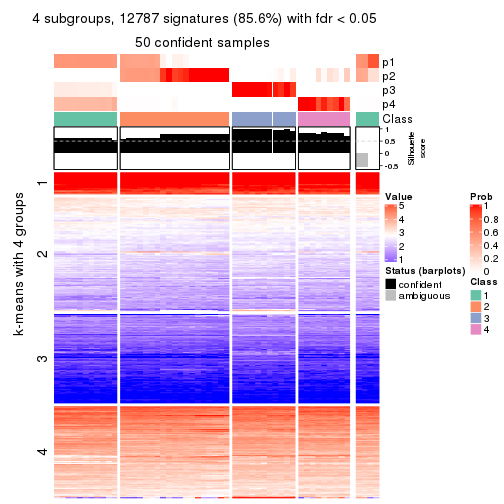 4 subgroups, 12787 signatures (85.6%) with fdr < 0.05
50 confident samples
p1
p2
p3
p4
Class
1
0.5
0
-0.5
Silhouette
score
k-means with 4 groups
1
2
3
4
Value
5
4
3
2
1
Status (barplots)
confident
ambiguous
Prob
1
0.8
0.6
0.4
0.2
0
Class
1
2
3
4